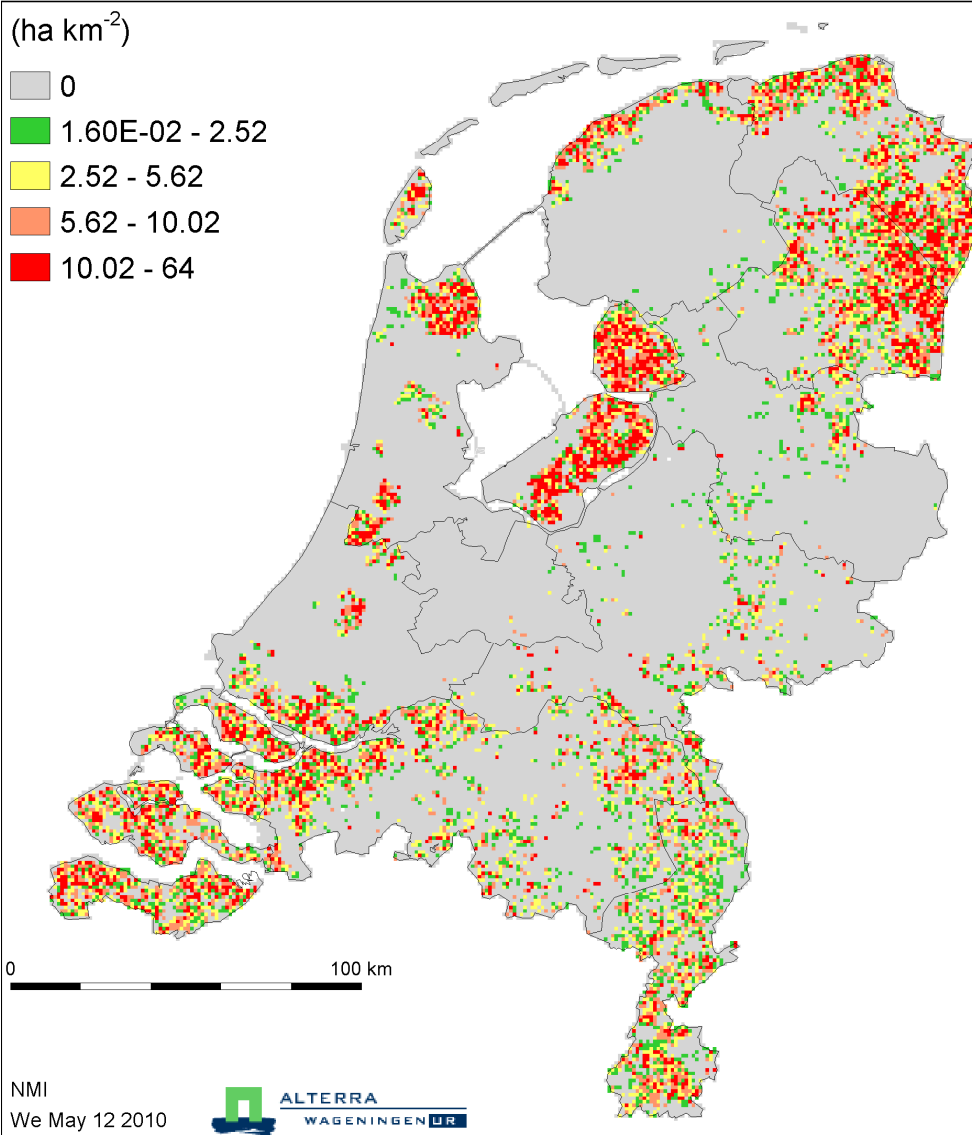 (ha km-2)
0
1.60E-02 - 2.52
2.52 - 5.62
5.62 - 10.02
10.02 - 64
0 100 km
NMI
We May 12 2010
ALTERRA
WAGENINGEN UR